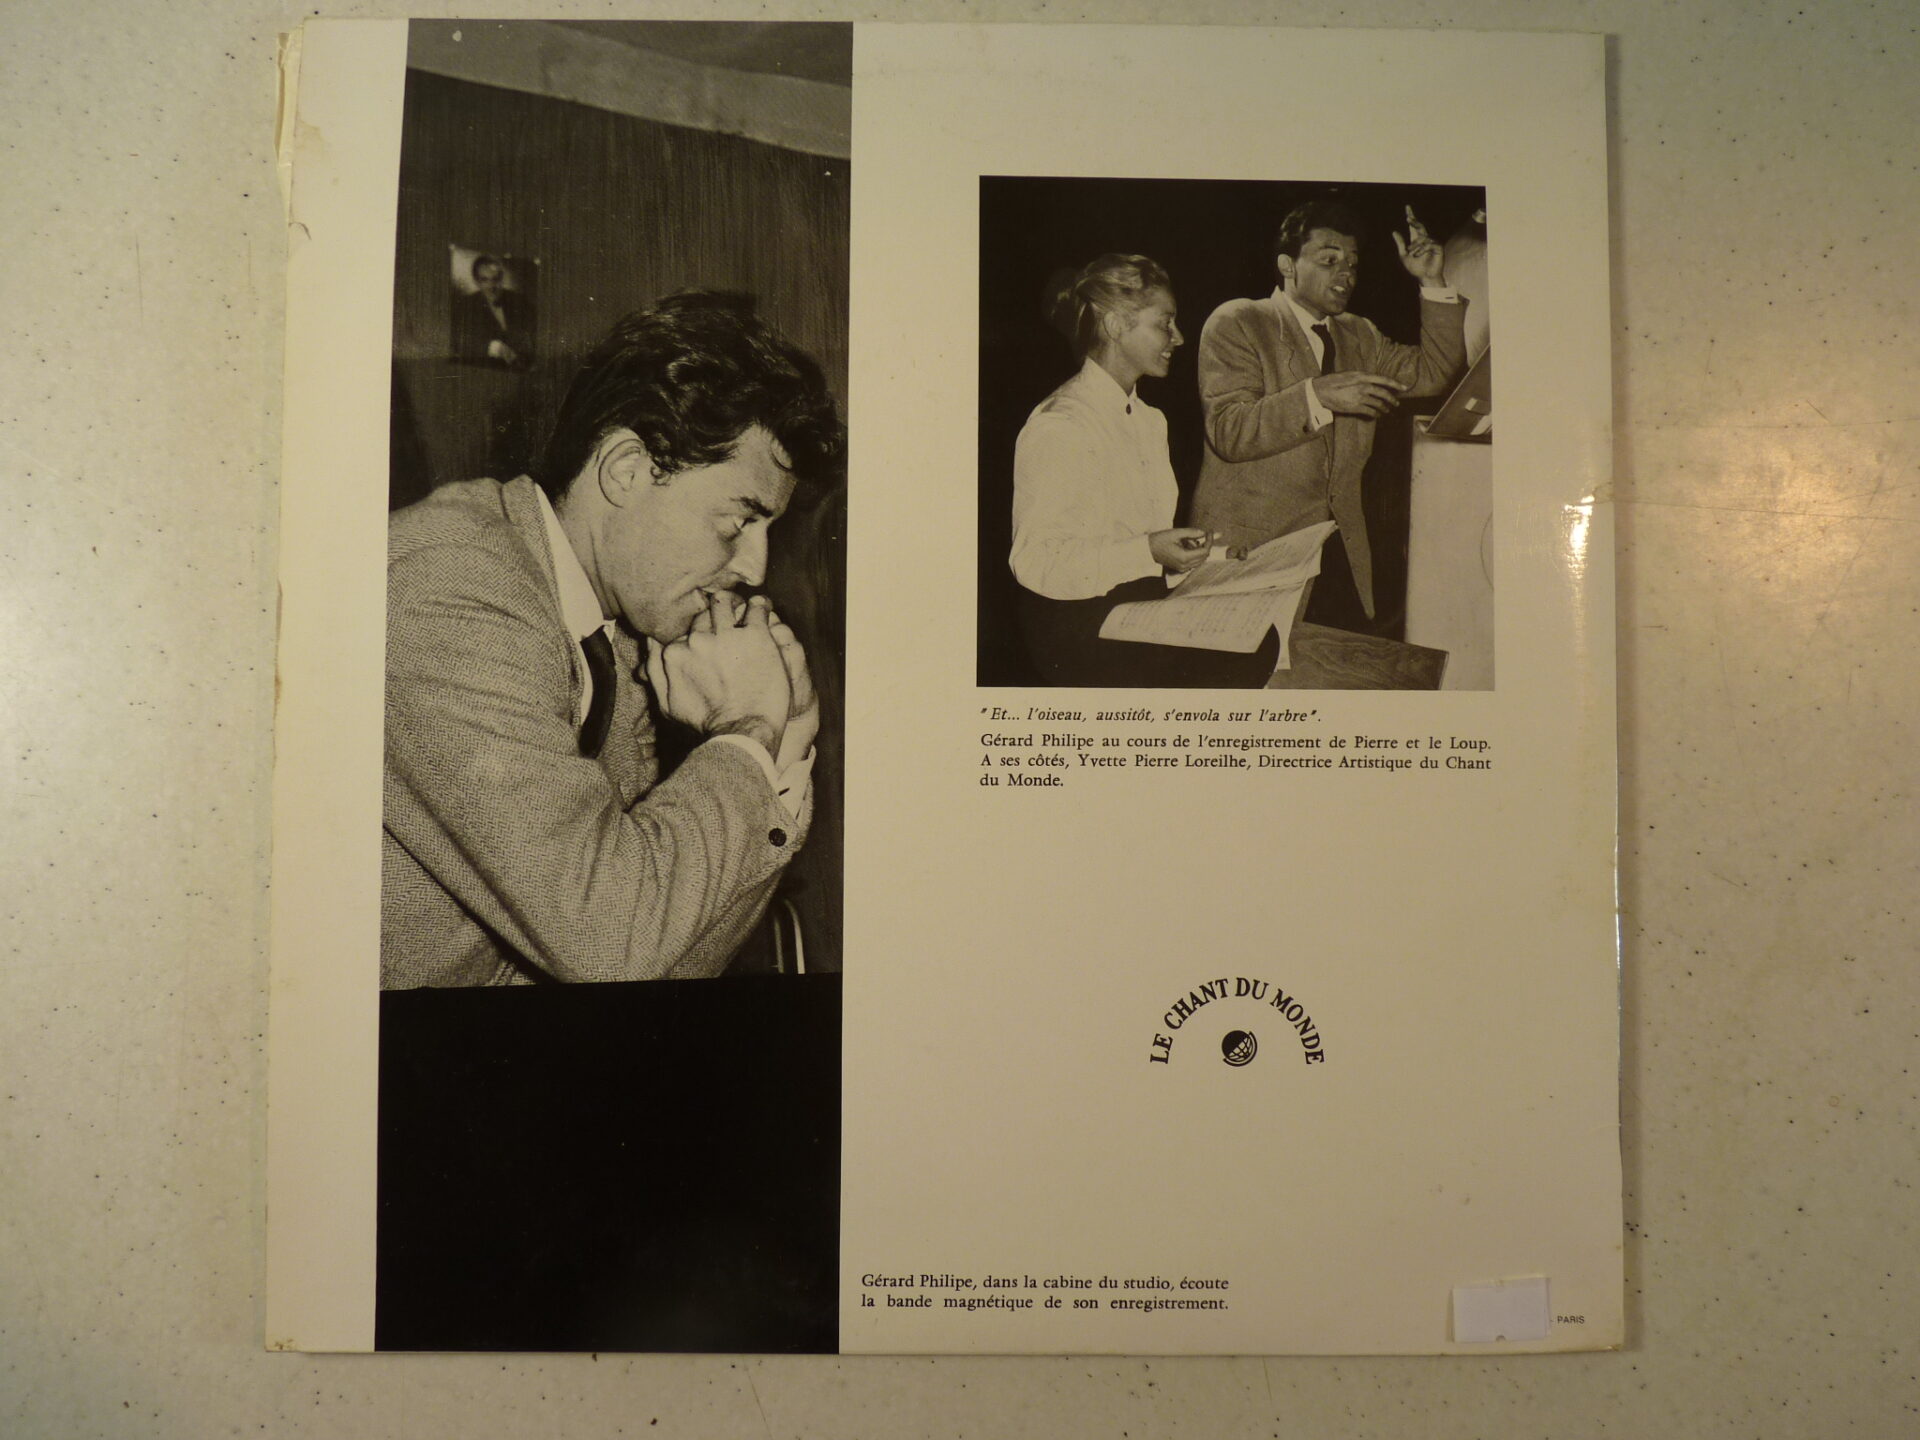 " Et... l'oiseau, aussitôt, s'envola sur l'arbre ".
Gérard Philipe au cours de l'enregistrement de Pierre et le Loup.
A ses côtés, Yvette Pierre Loreilhe, Directrice Artistique du Chant
du Monde.
LE CHANT DU MONDE
Gérard Philipe, dans la cabine du studio, écoute
la bande magnétique de son enregistrement.
- PARIS